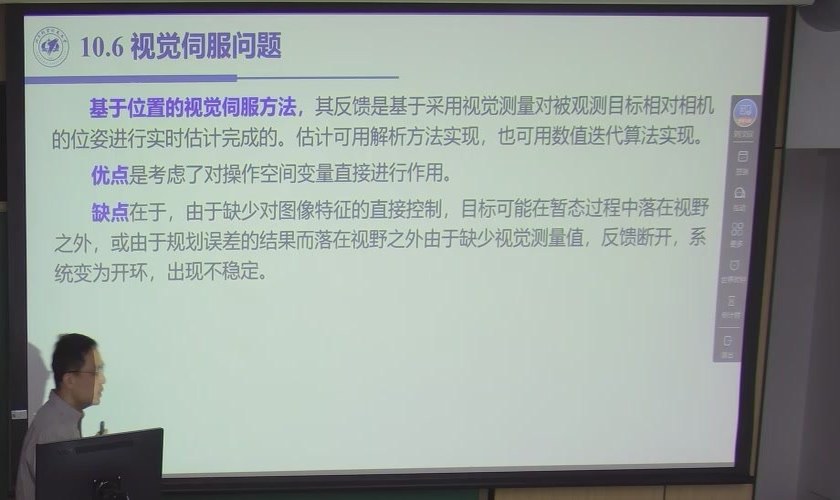 10.6 视觉伺服问题
基于位置的视觉伺服方法，其反馈是基于采用视觉测量对被观测目标相对相机
的位姿进行实时估计完成的。估计可用解析方法实现，也可用数值迭代算法实现。
优点是考虑了对操作空间变量直接进行作用。
缺点在于，由于缺少对图像特征的直接控制，目标可能在暂态过程中落在视野
之外，或由于规划误差的结果而落在视野之外由于缺少视觉测量值，反馈断开，系
统变为开环，出现不稳定。
更多
退出